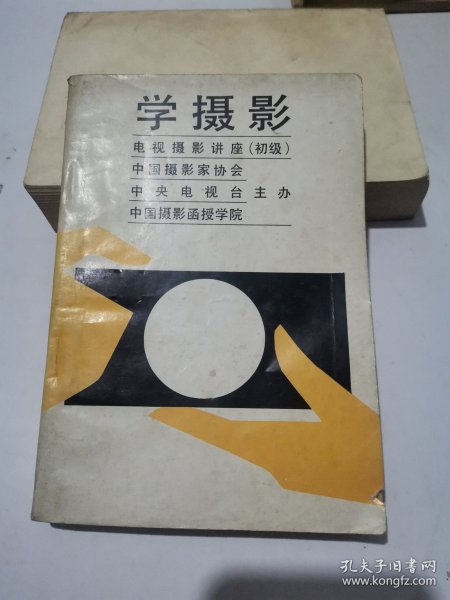 学摄影
电视摄影讲座(初级)
中国摄影家协会
中央电视台主办
中国摄影函授学院
孔夫子旧书网
www.kongfz.com